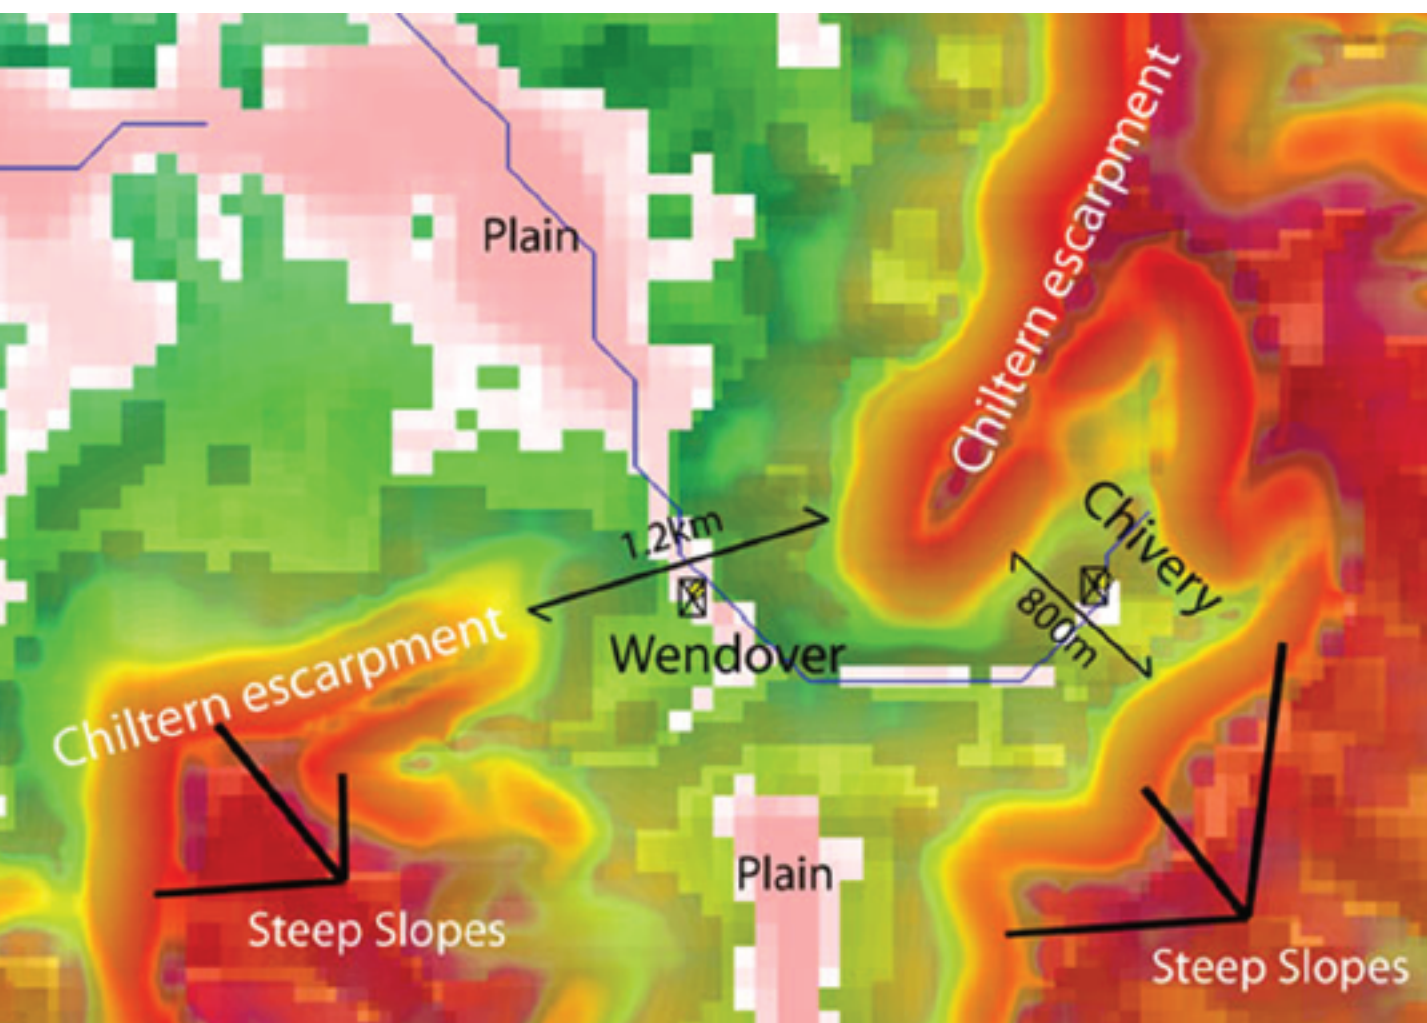 Chiltern escarpment
Plain
Chivery
1.2km
800m
Wendover
Chiltern escarpment
Plain
Steep Slopes
Steep Slopes